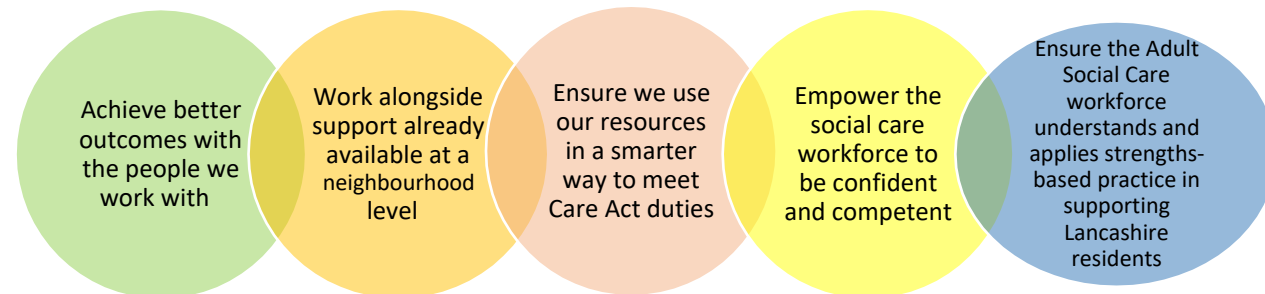 Achieve better
outcomes with
the people we
work with
Work alongside
support already
available at a
neighbourhood
level
Ensure we use
our resources
in a smarter
way to meet
Care Act duties
Empower the
social care
workforce to
be confident
and competent
Ensure the Adult
Social Care
workforce
understands and
applies strengths-
based practice in
supporting
Lancashire
residents